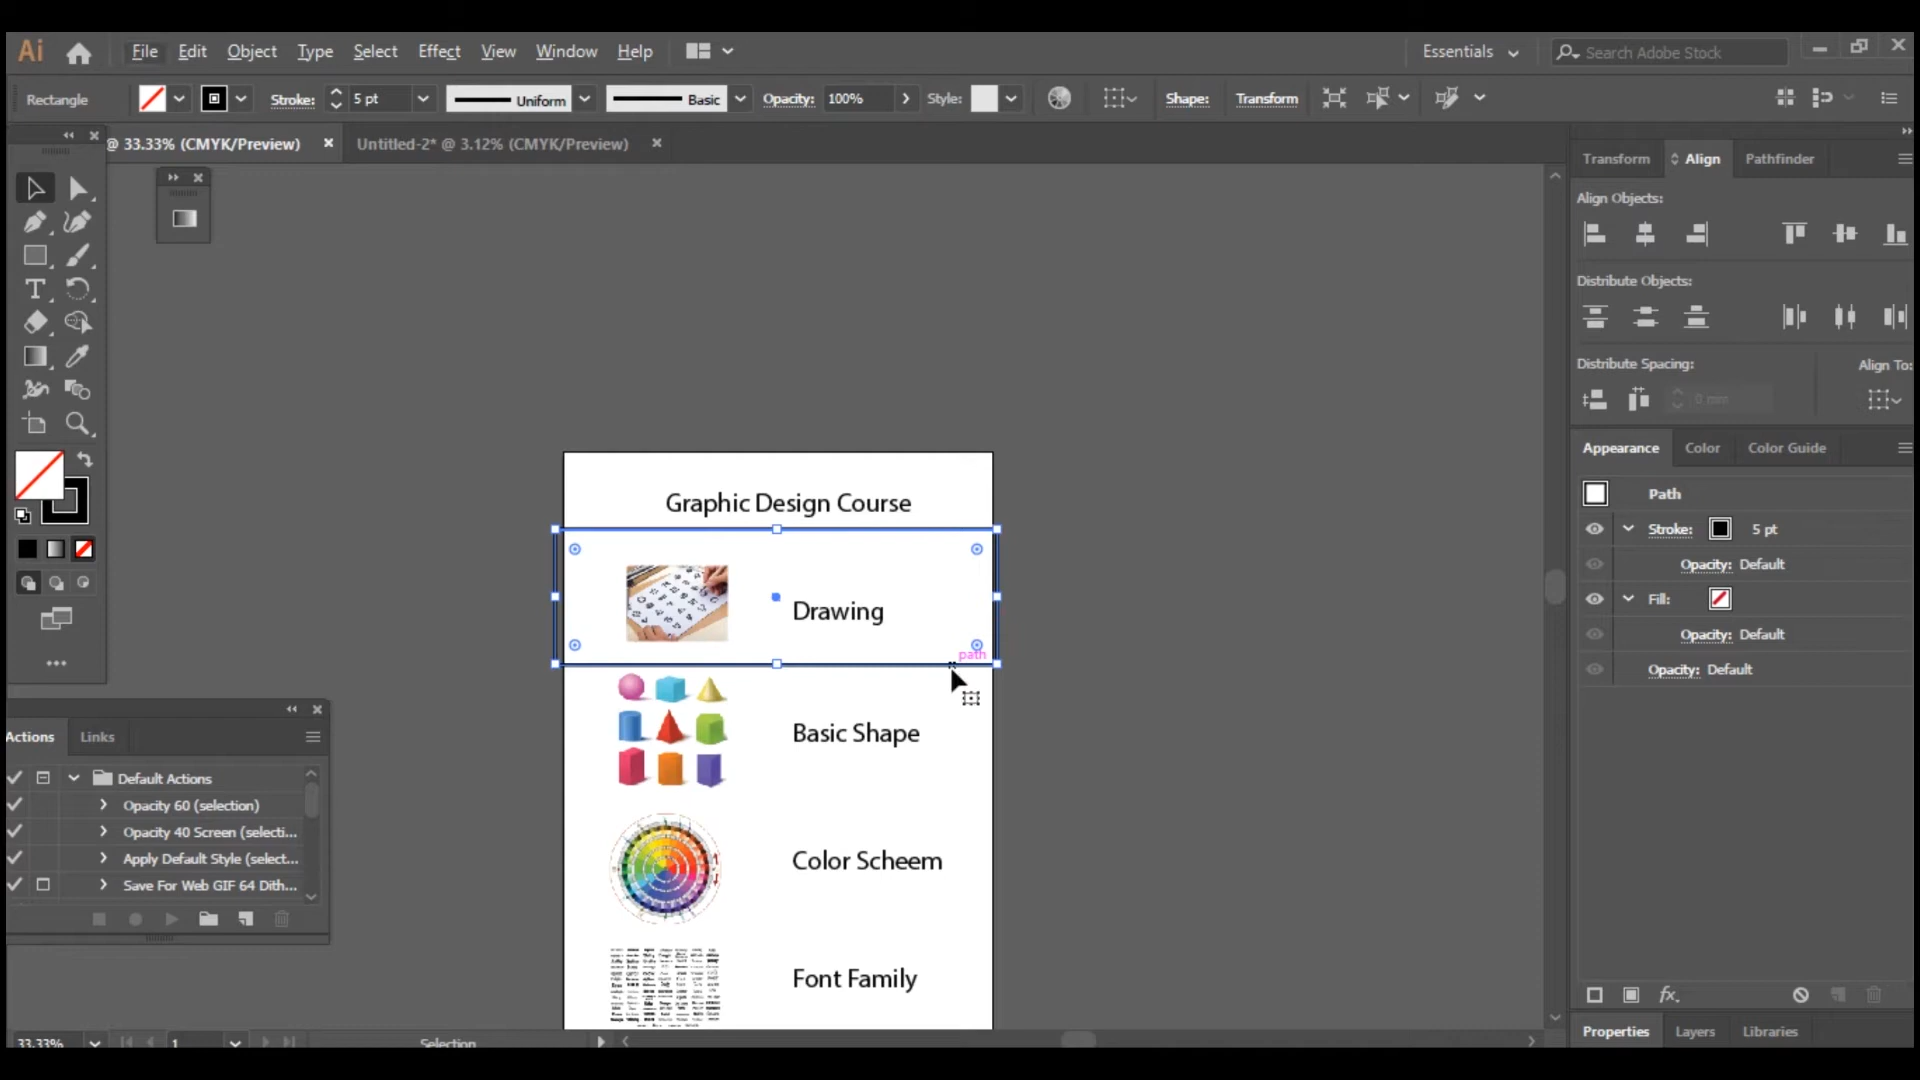 Ai File Edit Object Type Select Effect View Window Help Essentials Search Adobe Stock
Rectangle Stroke: 5 pt Uniform Basic Opacity: 100% Style: Shape: Transform
@ 33.33% (CMYK/Preview) Untitled-2* @ 3.12% (CMYK/Preview)
Transform Align Pathfinder
Align Objects:
Distribute Objects:
Distribute Spacing: Align To:
0 mm
Appearance Color Color Guide
Path
Stroke: 5 pt
Opacity: Default
Fill:
Opacity: Default
Opacity: Default
fx.
Properties Layers Libraries
Graphic Design Course
Drawing
path
Basic Shape
Color Scheem
Font Family
Actions Links
Default Actions
Opacity 60 (selection)
Opacity 40 Screen (selecti...
Apply Default Style (select...
Save For Web GIF 64 Dith...
33.33% 1 Selection